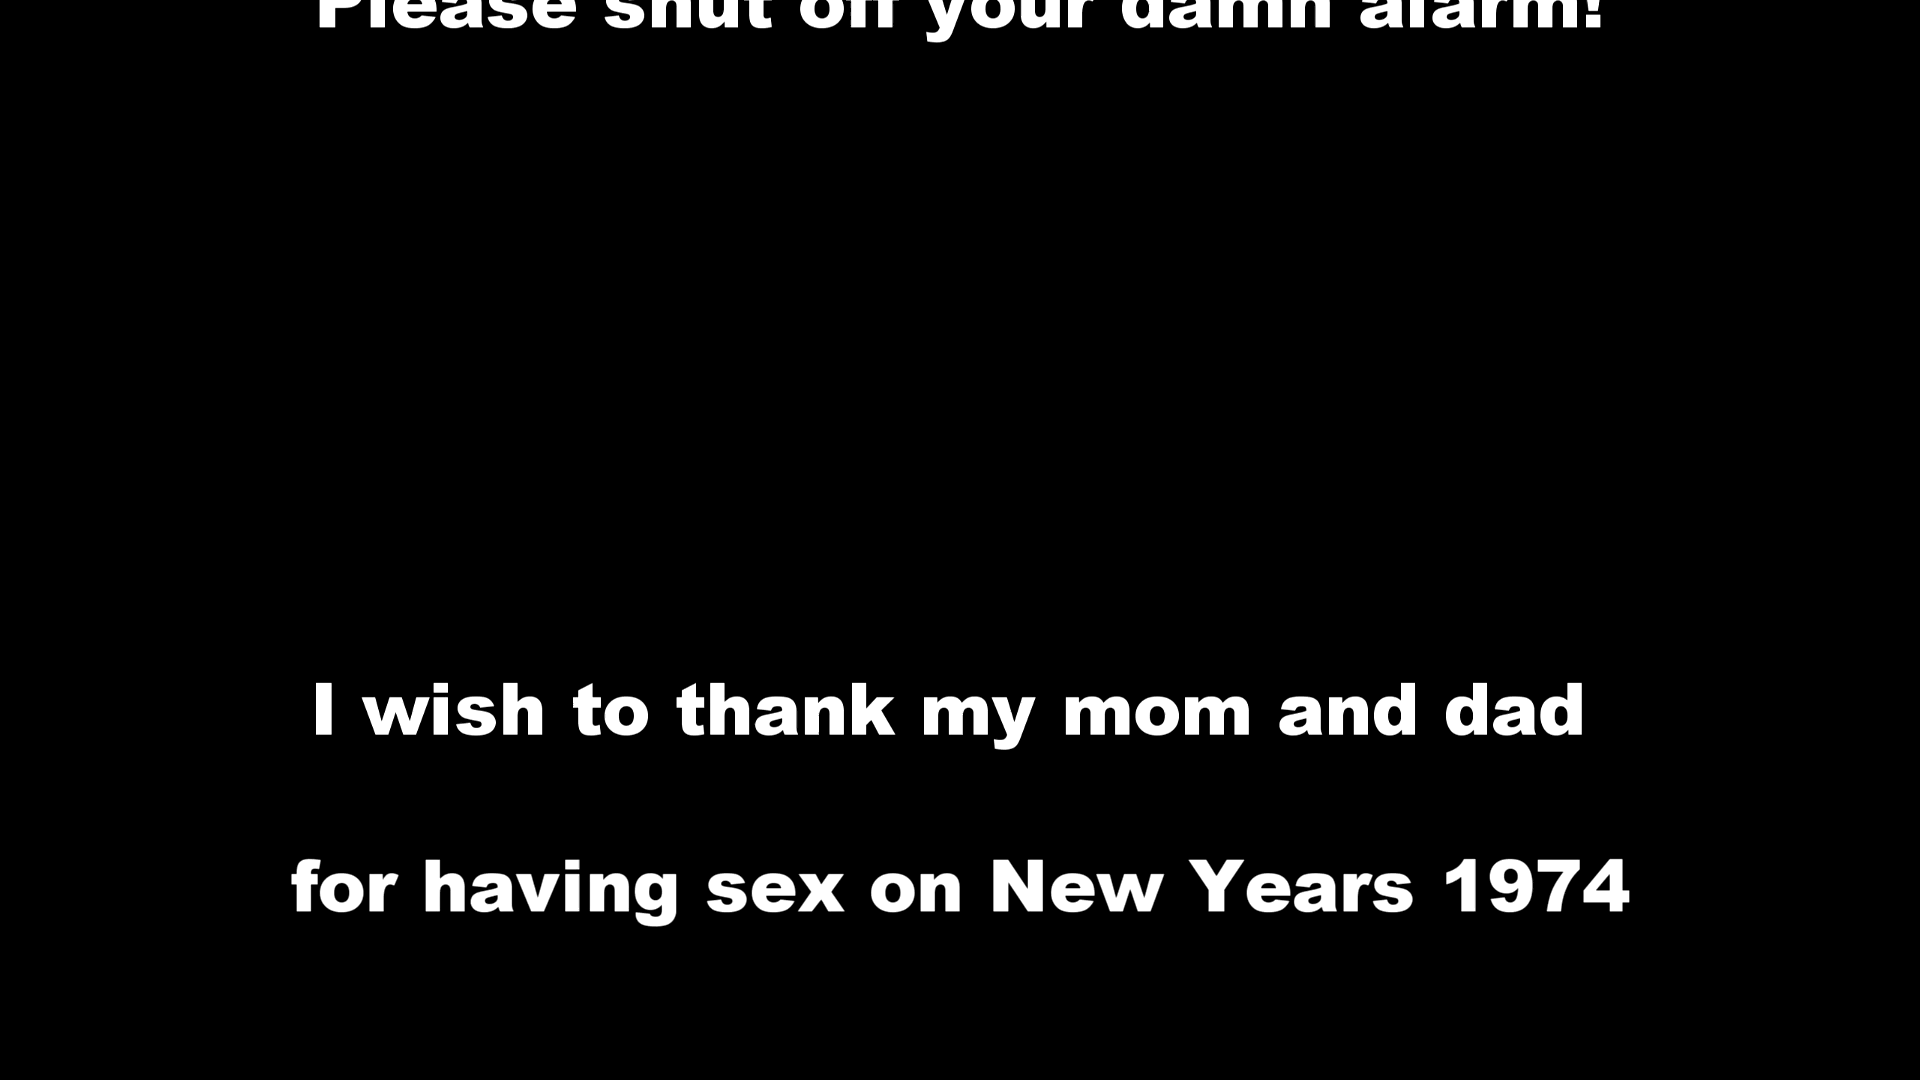 Please shut off your damn alarm!
I wish to thank my mom and dad
for having sex on New Years 1974